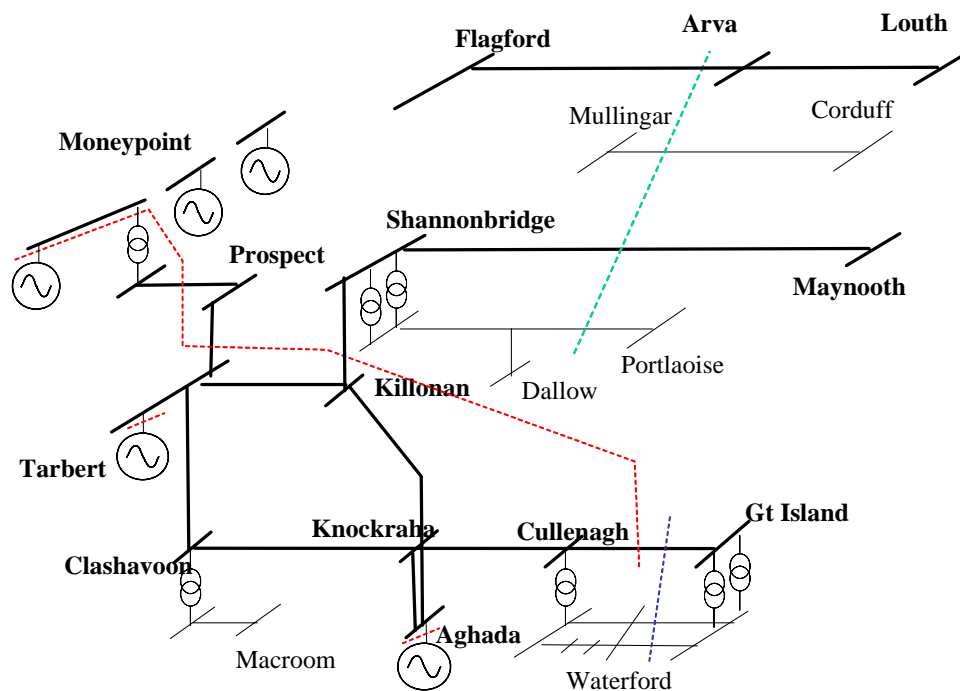 Arva
Louth
Flagford
Mullingar
Corduff
Moneypoint
Shannonbridge
Prospect
Maynooth
Portlaoise
Dallow
Killonan
Tarbert
Gt Island
Knockraha
Cullenagh
Clashavoon
Aghada
Macroom
Waterford